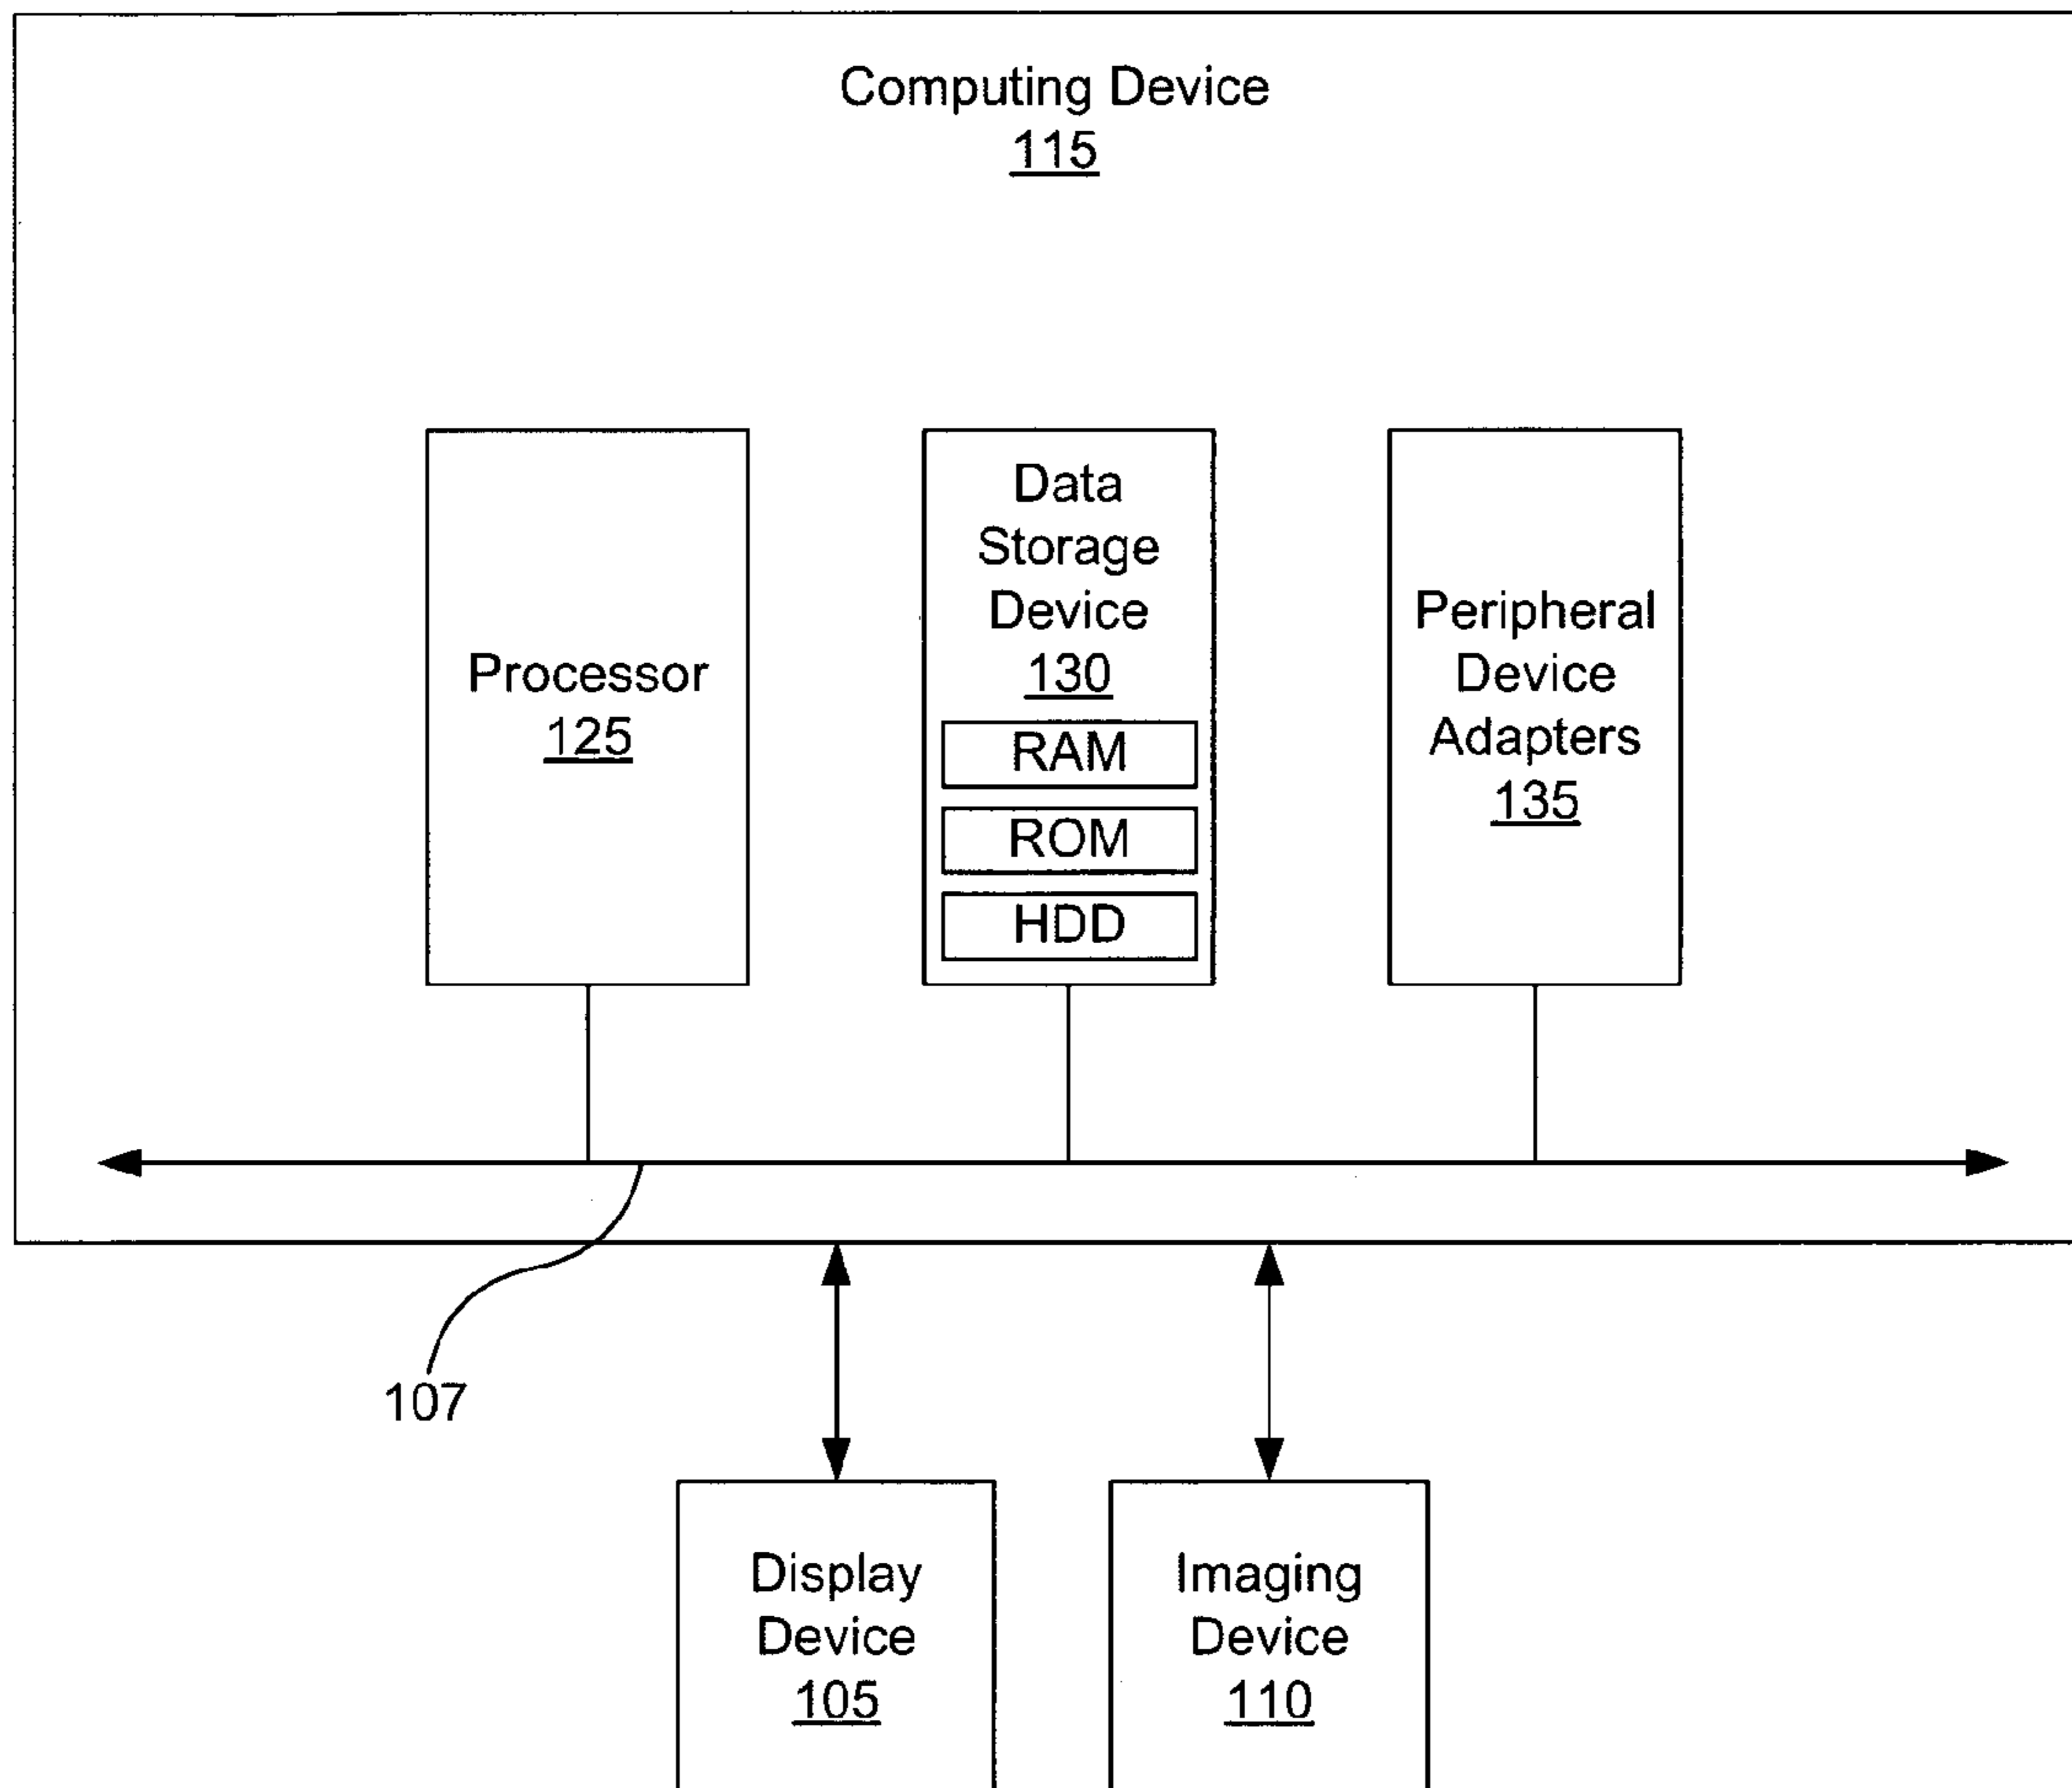 Computing Device
115
Processor
125
Data
Storage
Device
130
RAM
ROM
HDD
Peripheral
Device
Adapters
135
107
Display
Device
105
Imaging
Device
110